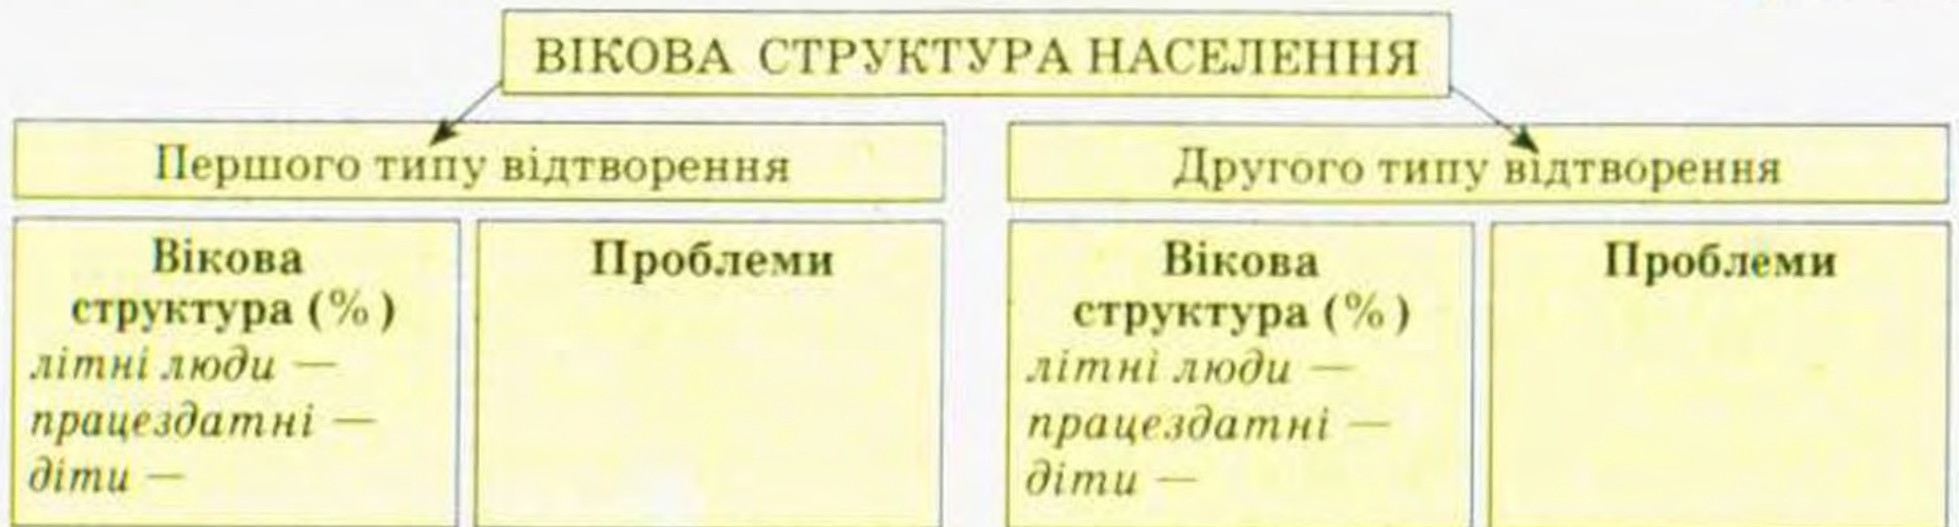 ВІКОВА СТРУКТУРА НАСЕЛЕННЯ
Першого типу відтворення
Вікова
структура (%)
літні люди —
працездатні —
діти —
Проблеми
Другого типу відтворення
Вікова
структура (%)
літні люди —
працездатні —
діти —
Проблеми